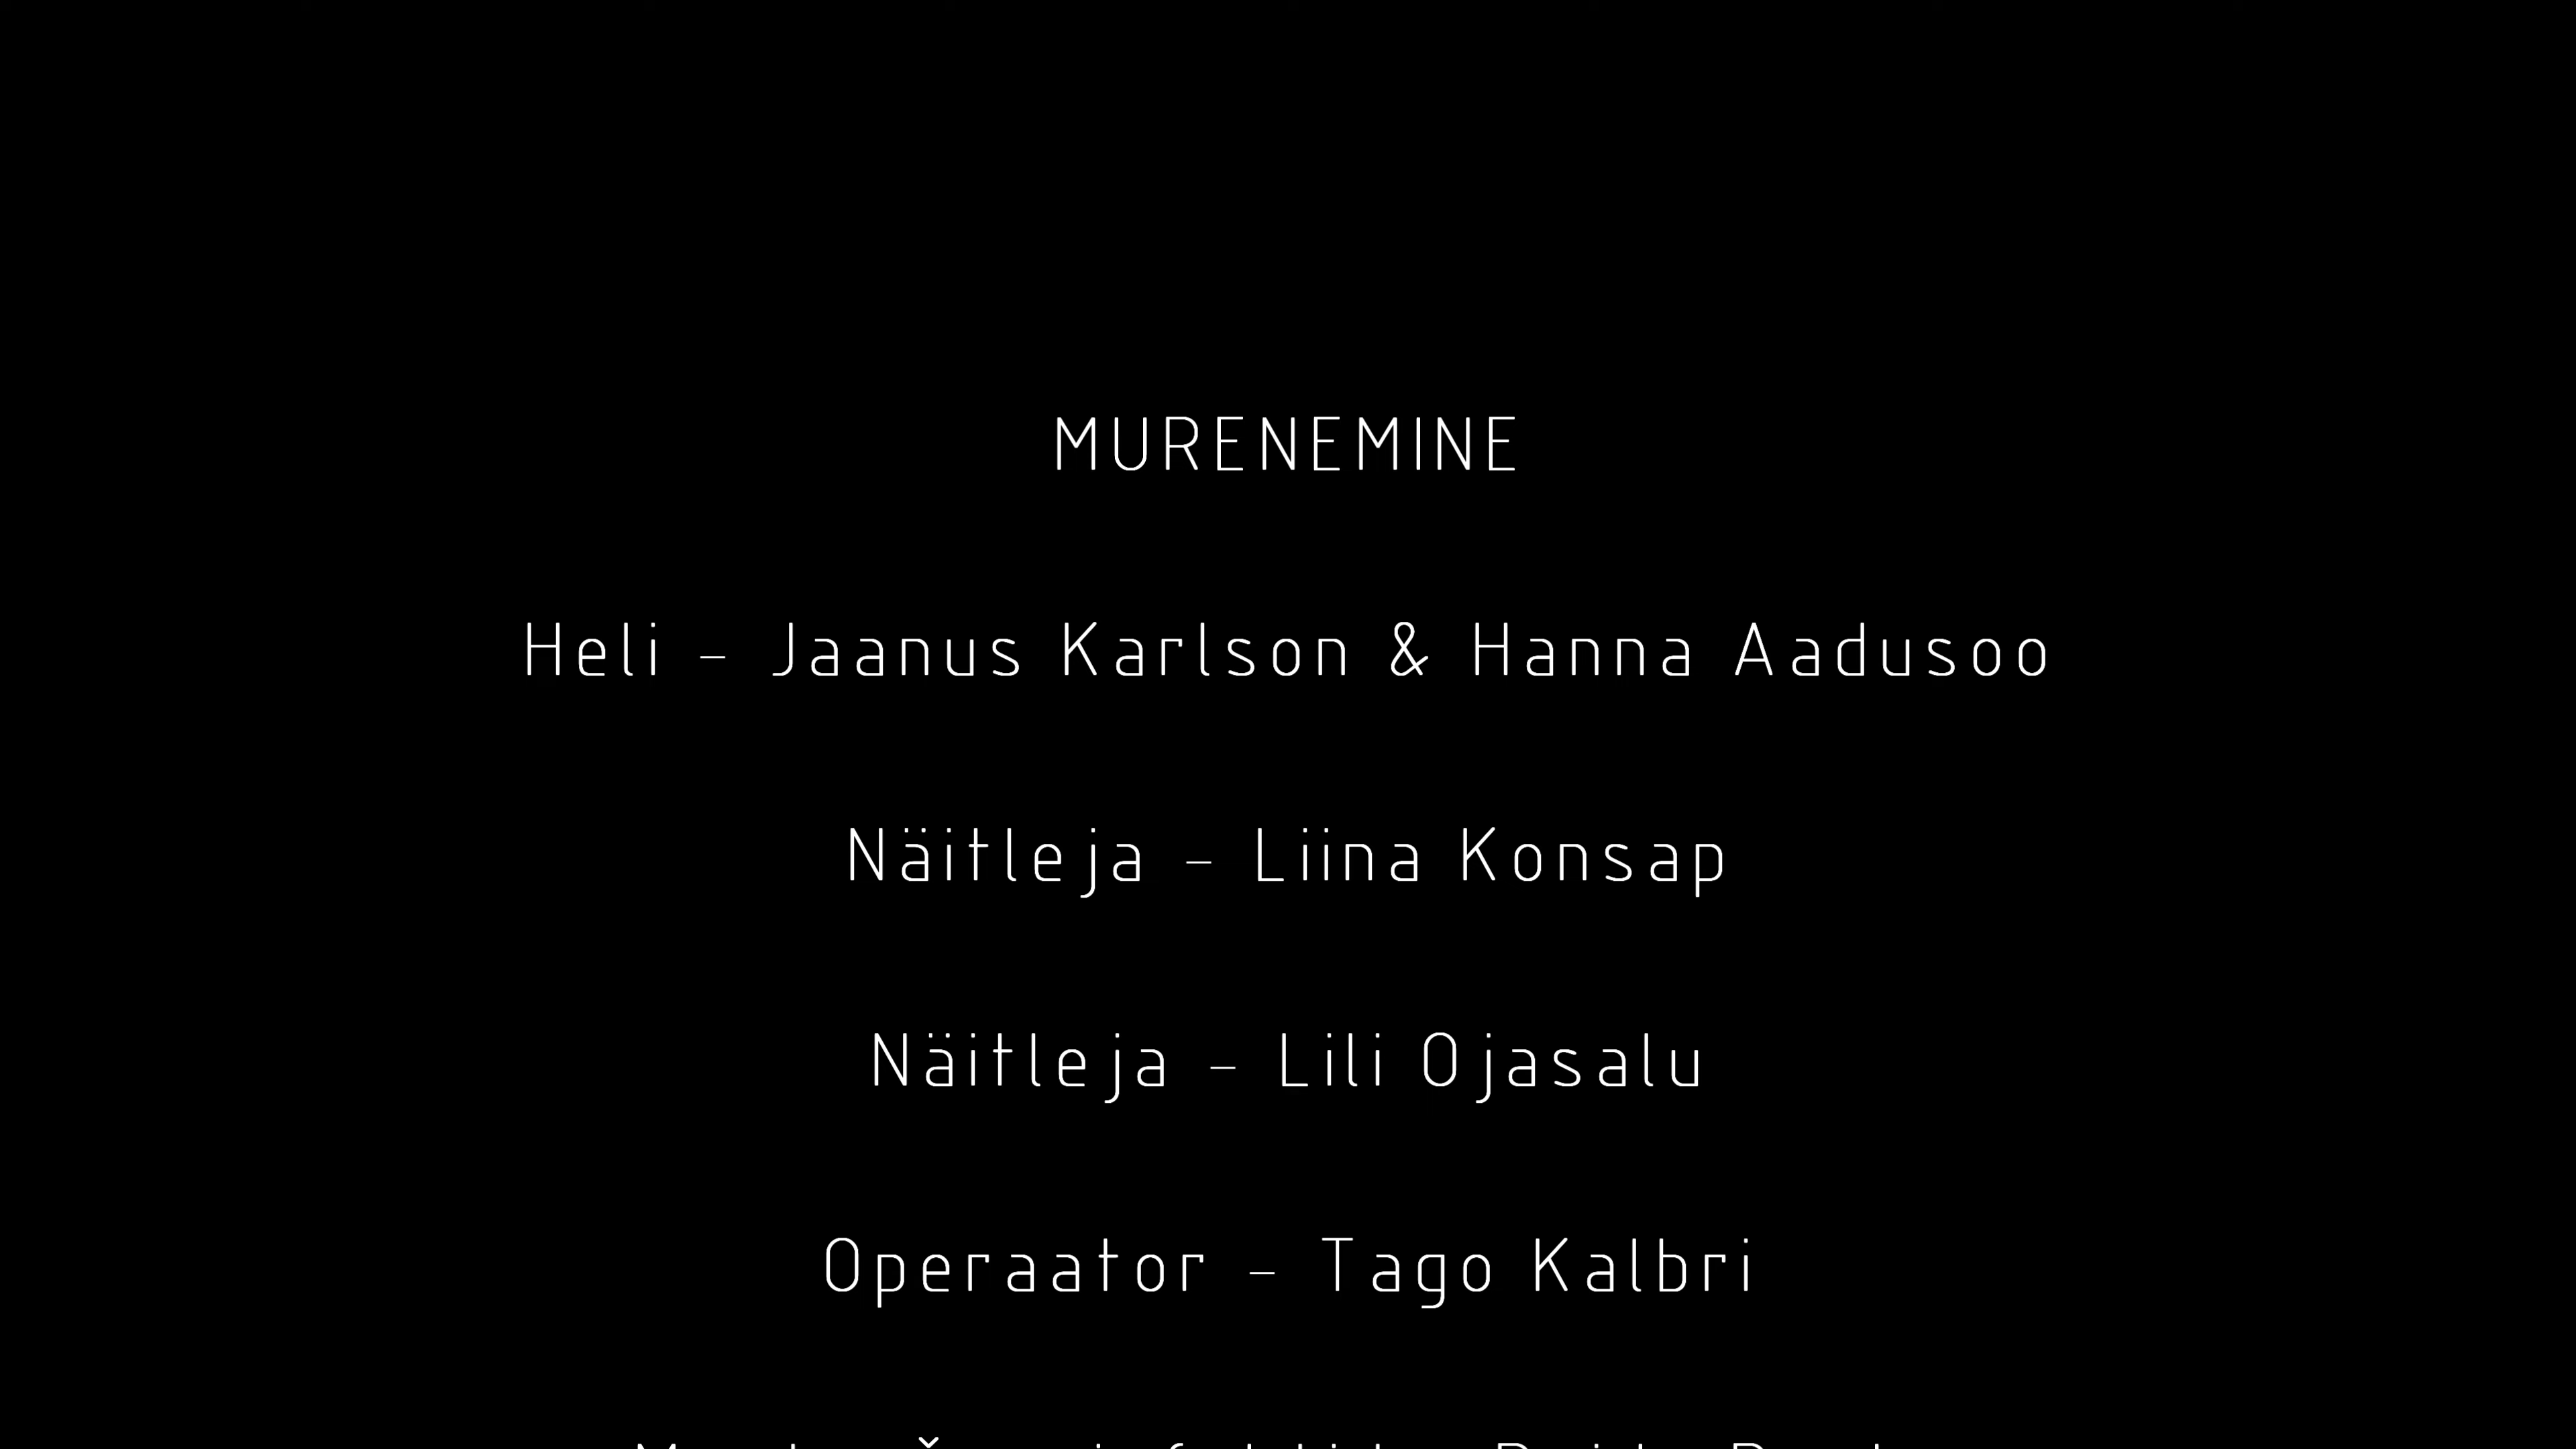 MURENEMINE
Heli - Jaanus Karlson & Hanna Aadusoo
Näitleja - Liina Konsap
Näitleja - Lili Ojasalu
Operaator - Tago Kalbri